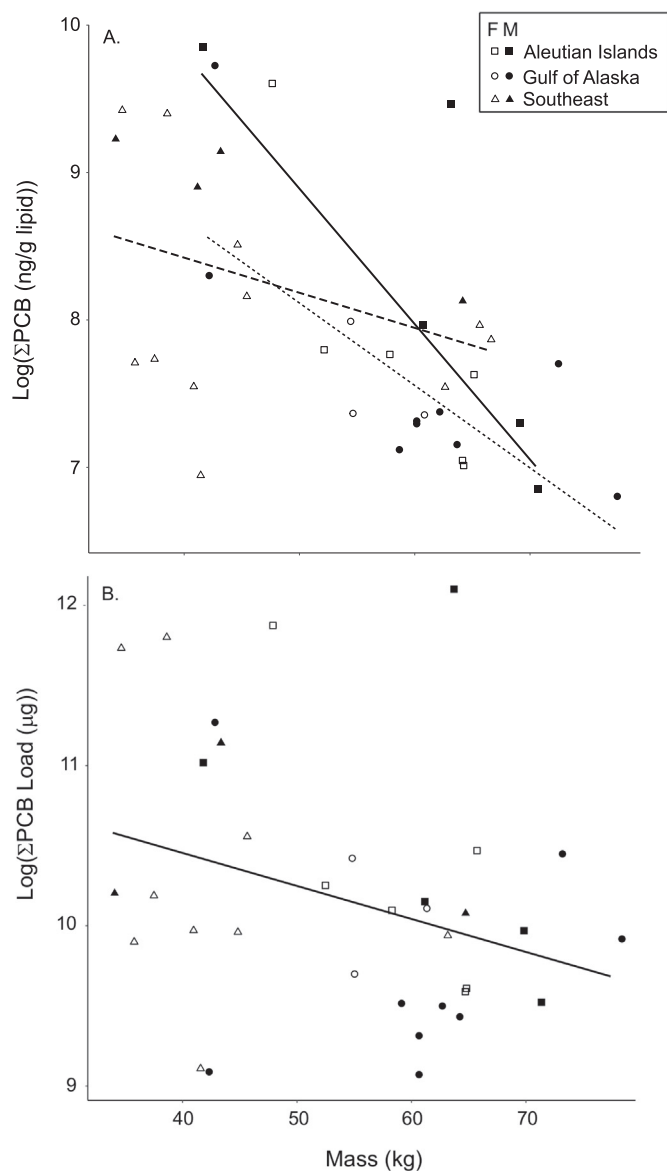 10
A.
F M
Aleutian Islands
Gulf of Alaska
Southeast
9
8
7
Log(ΣPCB (ng/g lipid))
B.
12
11
10
9
Log(ΣPCB Load (μg))
40 50 60 70
Mass (kg)